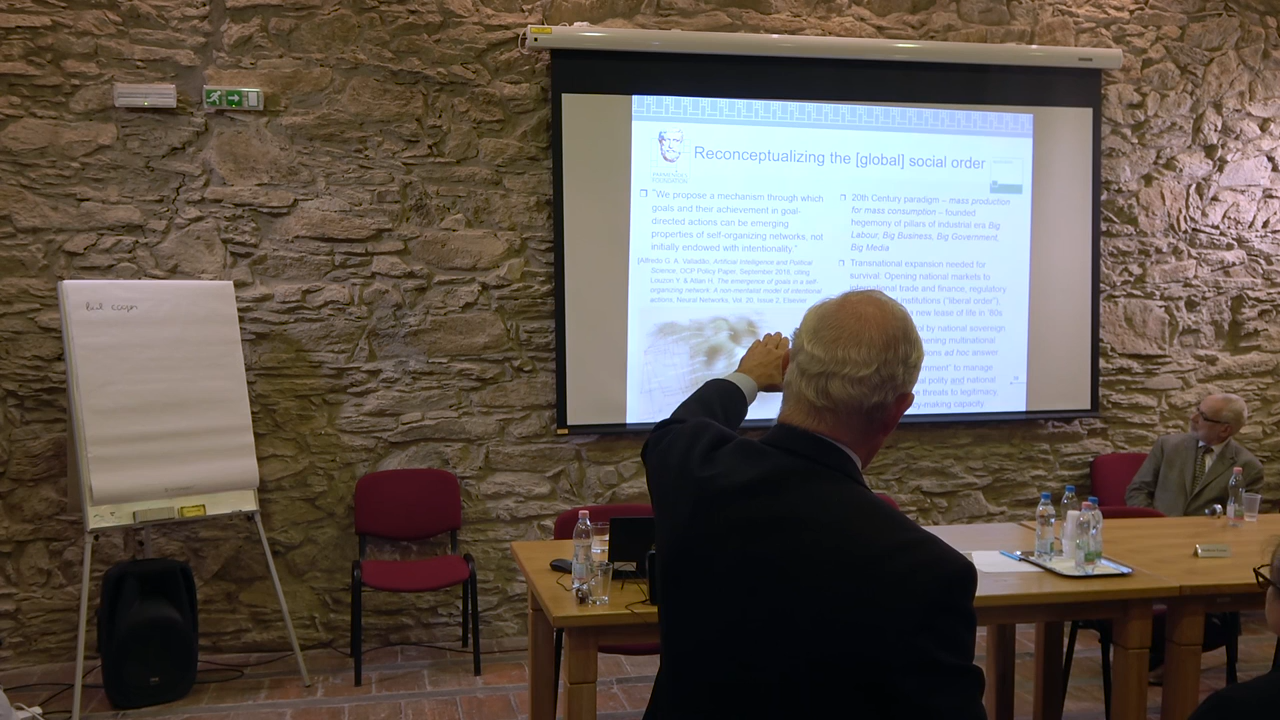 Reconceptualizing the [global] social order
FOUNDATION
"We propose a mechanism through which
goals and their achievement in goal-
directed actions can be emerging
properties of self-organizing networks, not
initially endowed with intentionality."
[Alfredo G. A. Valladão, Artificial Intelligence and Political
Science, OCP Policy Paper, September 2018, citing
Louzon Y. & Atlan H. The emergence of goals in a self-
organizing network: A non-mentalist model of intentional
actions, Neural Networks, Vol. 20, Issue 2, Elsevier
20th Century paradigm – mass production
for mass consumption – founded
hegemony of pillars of industrial era Big
Labour, Big Business, Big Government,
Big Media
Transnational expansion needed for
survival: Opening national markets to
international trade and finance, regulatory
institutions ("liberal order"),
a new lease of life in '80s
by national sovereign
multinational
ad hoc answer.
to manage
polity and national
threats to legitimacy,
capacity.